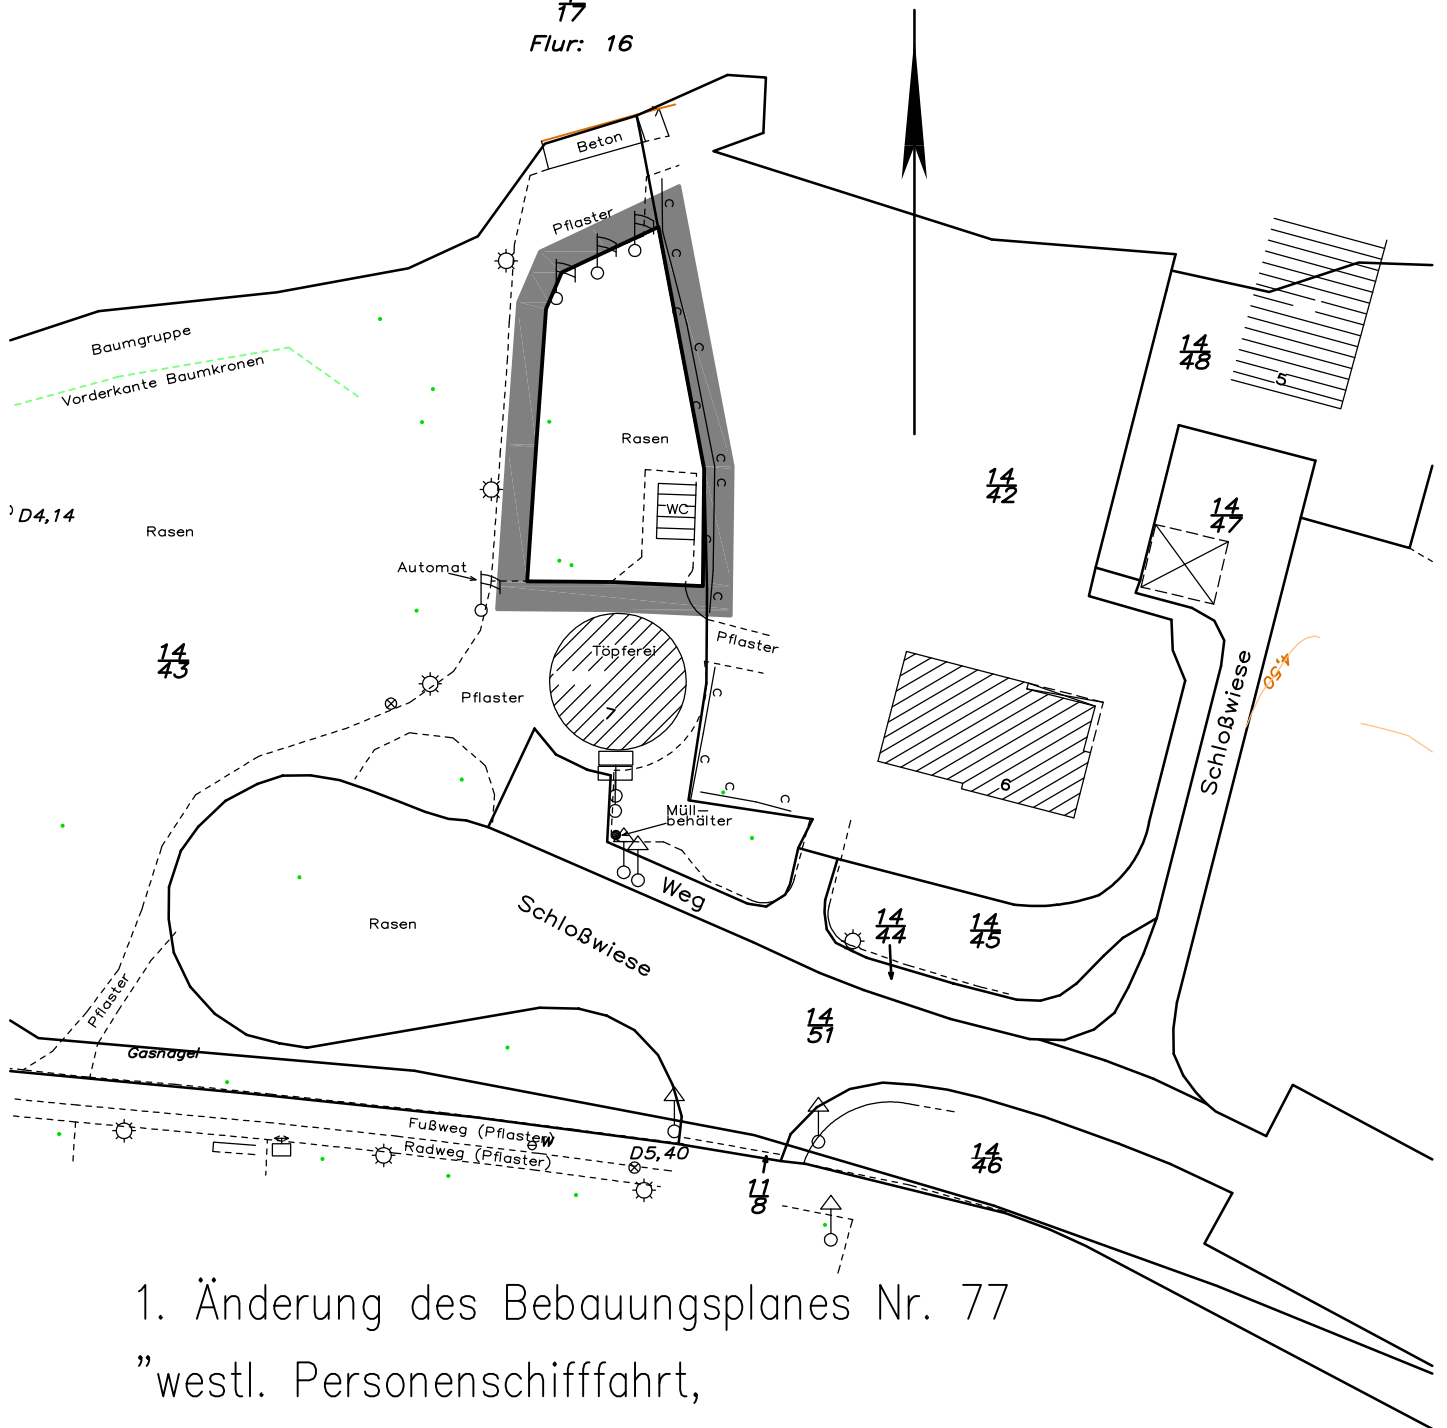 17
Flur: 16
Beton
Pflaster
Baumgruppe
Vorderkante Baumkronen
14
48
5
Rasen
14
42
WC
14
47
D4,14
Rasen
Automat
14
43
Töpferei
Pflaster
Pflaster
7
Schloßwiese
4,50
6
Müll-
behälter
Weg
Schloßwiese
Rasen
14
44
14
45
Pflaster
14
51
Gasnagel
Fußweg (Pflaster)
W
Radweg (Pflaster)
D5,40
14
46
11
8
1. Änderung des Bebauungsplanes Nr. 77
"westl. Personenschifffahrt,